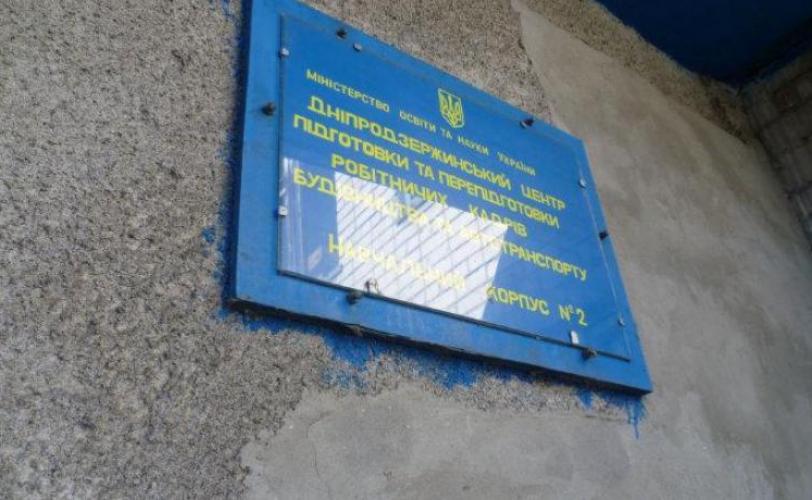 МІНІСТЕРСТВО ОСВІТИ ТА НАУКИ УКРАЇНИ
ДНІПРОДЗЕРЖИНСЬКИЙ ЦЕНТР
ПІДГОТОВКИ ТА ПЕРЕПІДГОТОВКИ
РОБІТНИЧИХ КАДРІВ
БУДІВНИЦТВА ТА АВТОТРАНСПОРТУ
НАВЧАЛЬНИЙ КОРПУС №2